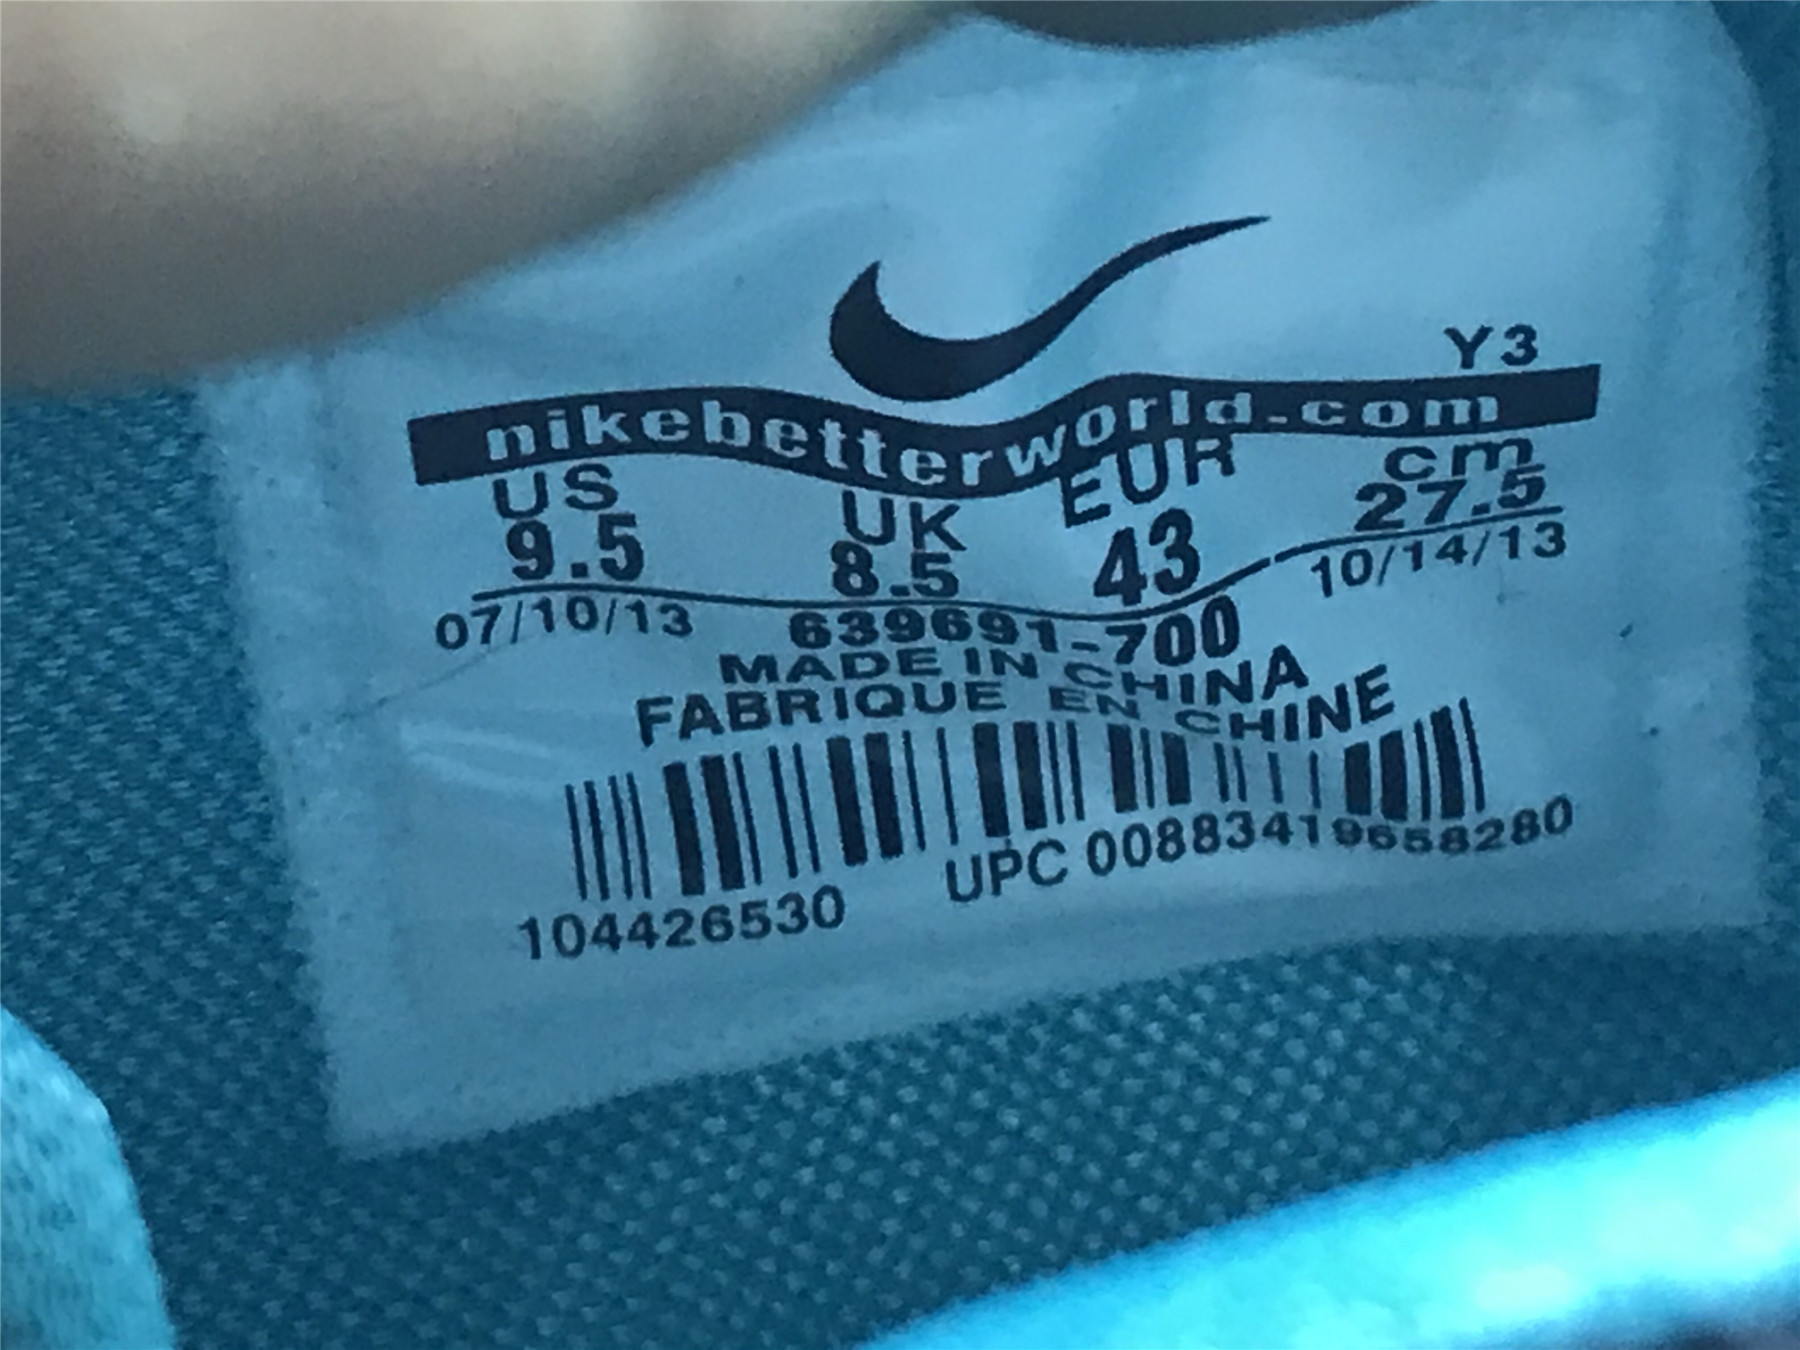 Y3
nikebetterworld.com
US UK EUR cm
9.5 8.5 43 27.5
07/10/13 639691-700 10/14/13
MADE IN CHINA
FABRIQUE EN CHINE
104426530 UPC 00883419658280